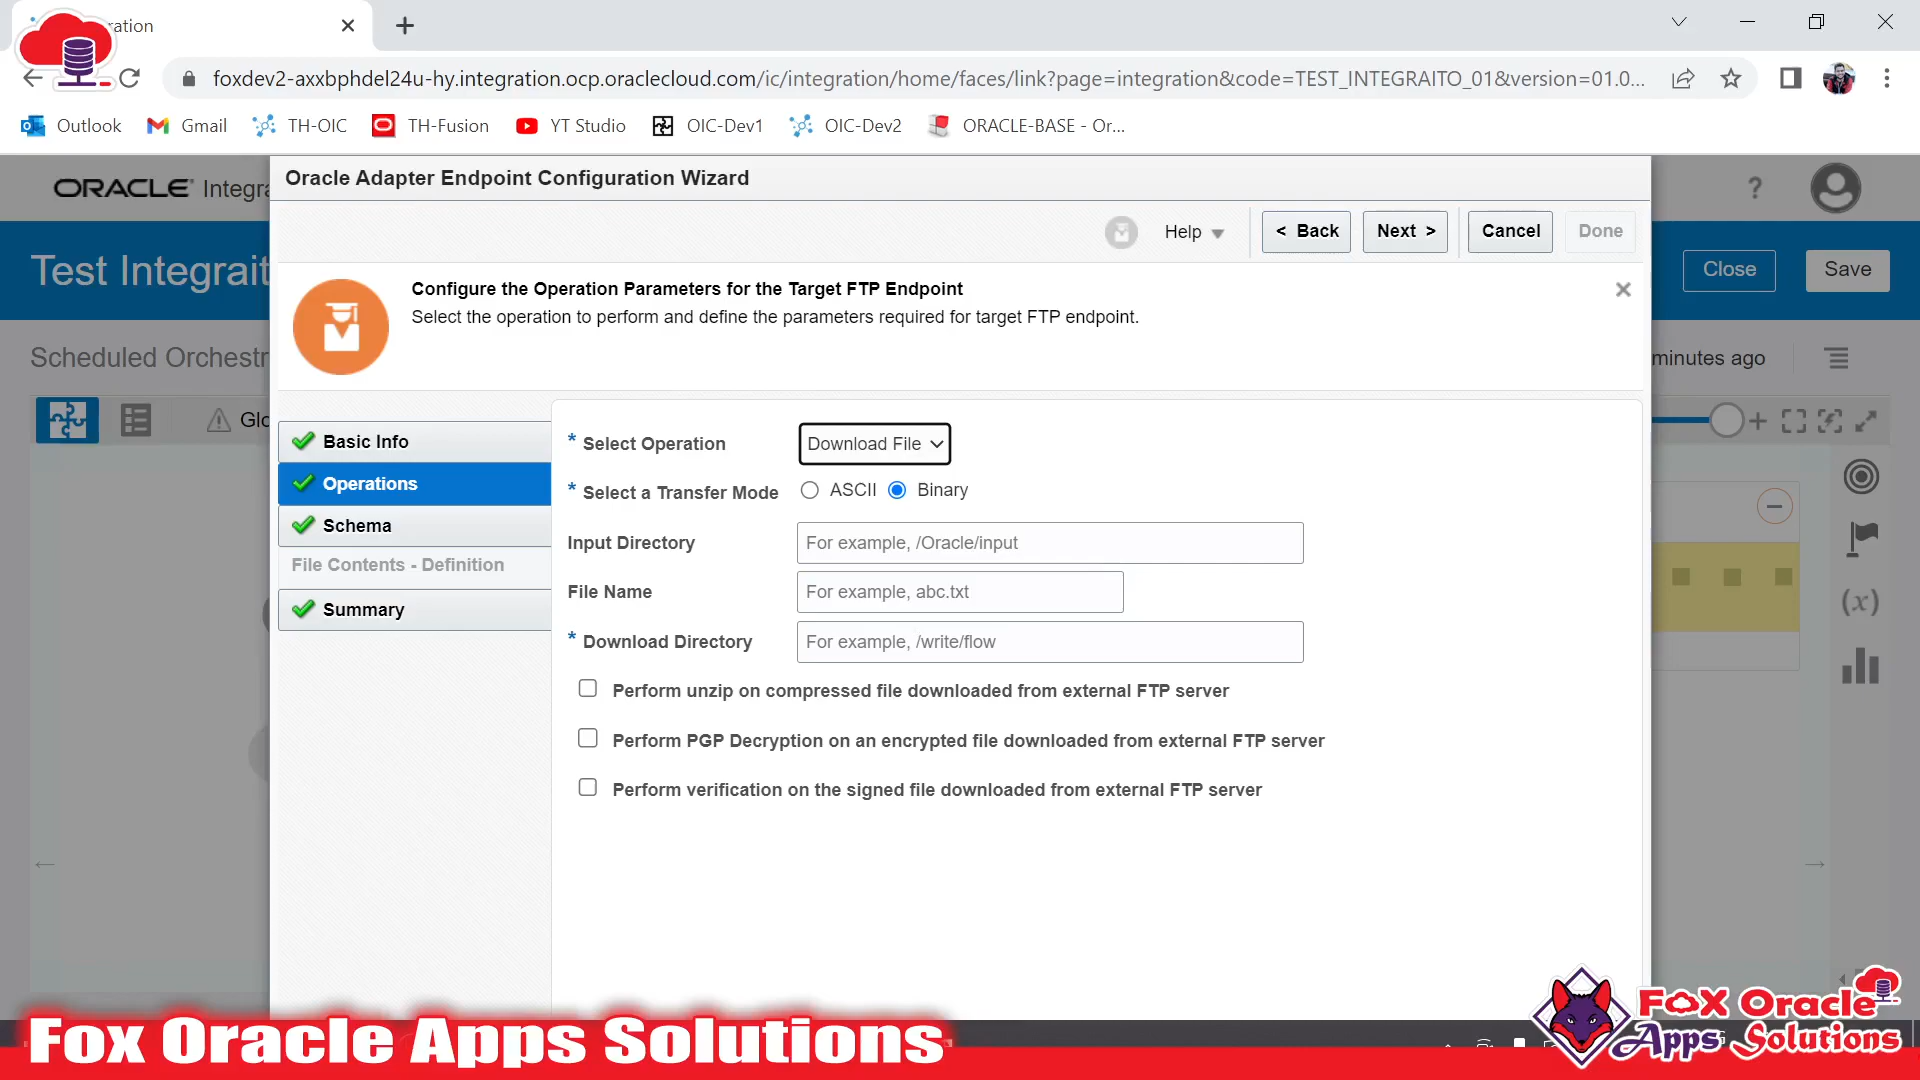 ration
foxdev2-axxbphdel24u-hy.integration.ocp.oraclecloud.com/ic/integration/home/faces/link?page=integration&code=TEST_INTEGRAITO_01&version=01.0...
Outlook
Gmail
TH-OIC
TH-Fusion
YT Studio
OIC-Dev1
OIC-Dev2
ORACLE-BASE - Or...
ORACLE Integra
?
Oracle Adapter Endpoint Configuration Wizard
Help
< Back
Next >
Cancel
Done
Test Integrait
Close
Save
Configure the Operation Parameters for the Target FTP Endpoint
Select the operation to perform and define the parameters required for target FTP endpoint.
Scheduled Orchestr
minutes ago
Glo
Basic Info
Operations
Schema
File Contents - Definition
Summary
* Select Operation
Download File
* Select a Transfer Mode
ASCII
Binary
Input Directory
For example, /Oracle/input
File Name
For example, abc.txt
* Download Directory
For example, /write/flow
Perform unzip on compressed file downloaded from external FTP server
Perform PGP Decryption on an encrypted file downloaded from external FTP server
Perform verification on the signed file downloaded from external FTP server
(x)
Fox Oracle Apps Solutions
Fox Oracle
Apps Solutions